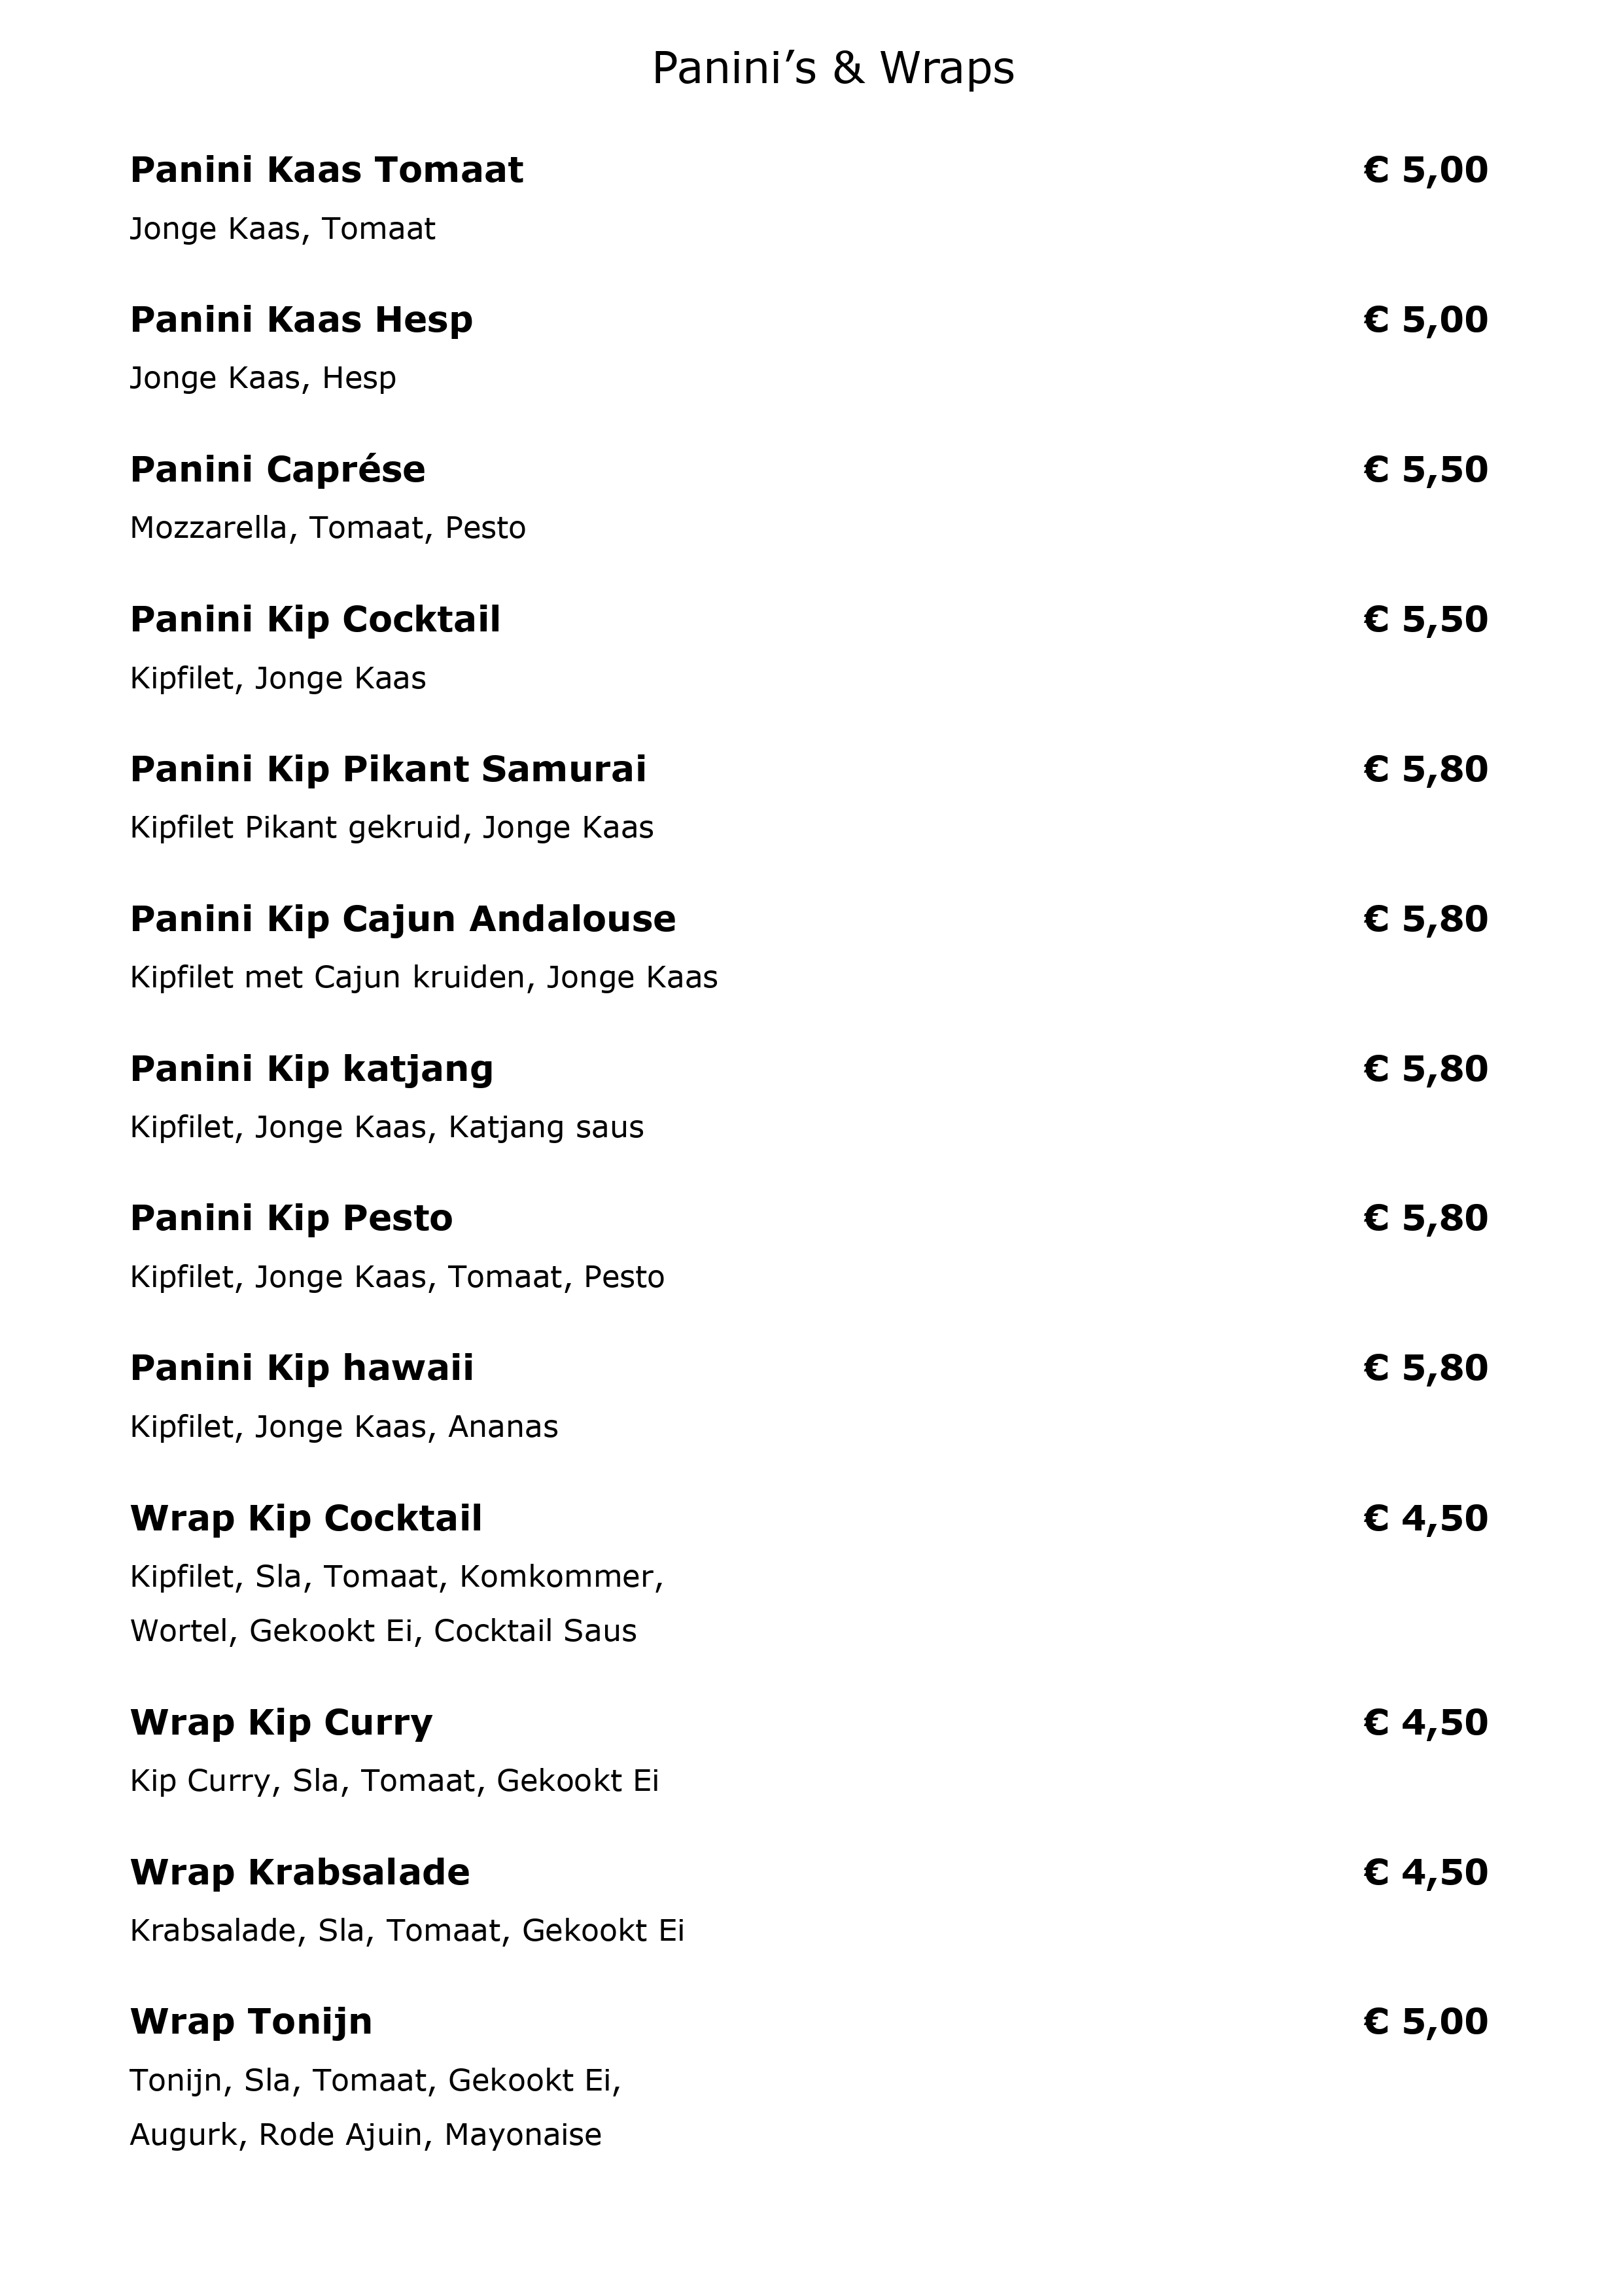 Panini’s & Wraps
Panini Kaas Tomaat € 5,00
Jonge Kaas, Tomaat
Panini Kaas Hesp € 5,00
Jonge Kaas, Hesp
Panini Caprése € 5,50
Mozzarella, Tomaat, Pesto
Panini Kip Cocktail € 5,50
Kipfilet, Jonge Kaas
Panini Kip Pikant Samurai € 5,80
Kipfilet Pikant gekruid, Jonge Kaas
Panini Kip Cajun Andalouse € 5,80
Kipfilet met Cajun kruiden, Jonge Kaas
Panini Kip katjang € 5,80
Kipfilet, Jonge Kaas, Katjang saus
Panini Kip Pesto € 5,80
Kipfilet, Jonge Kaas, Tomaat, Pesto
Panini Kip hawaii € 5,80
Kipfilet, Jonge Kaas, Ananas
Wrap Kip Cocktail € 4,50
Kipfilet, Sla, Tomaat, Komkommer,
Wortel, Gekookt Ei, Cocktail Saus
Wrap Kip Curry € 4,50
Kip Curry, Sla, Tomaat, Gekookt Ei
Wrap Krabsalade € 4,50
Krabsalade, Sla, Tomaat, Gekookt Ei
Wrap Tonijn € 5,00
Tonijn, Sla, Tomaat, Gekookt Ei,
Augurk, Rode Ajuin, Mayonaise